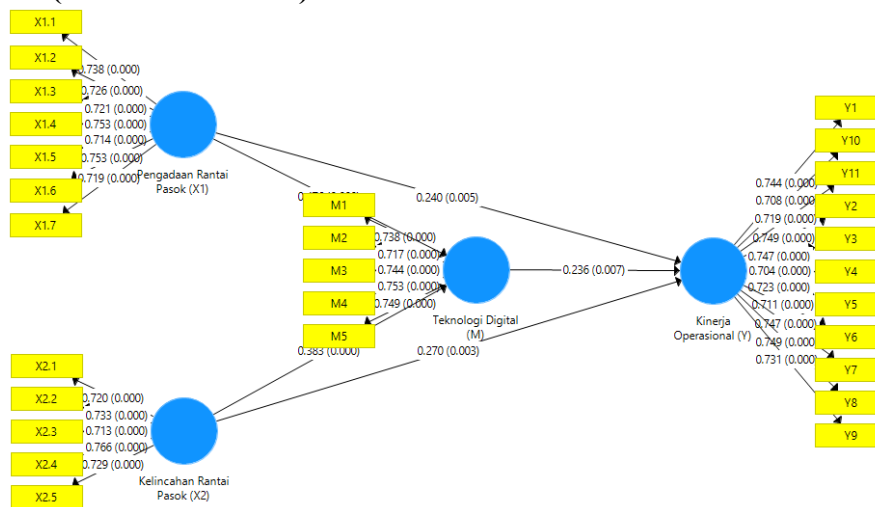 X1.1
X1.2
X1.3
X1.4
X1.5
X1.6
X1.7
0.738 (0.000)
0.726 (0.000)
0.721 (0.000)
0.753 (0.000)
0.714 (0.000)
0.753 (0.000)
0.719 (0.000)
Pengadaan Rantai
Pasok (X1)
0.240 (0.005)
M1
M2
M3
M4
M5
0.738 (0.000)
0.717 (0.000)
0.744 (0.000)
0.753 (0.000)
0.749 (0.000)
Teknologi Digital
(M)
0.236 (0.007)
0.383 (0.000)
0.270 (0.003)
X2.1
X2.2
X2.3
X2.4
X2.5
0.720 (0.000)
0.733 (0.000)
0.713 (0.000)
0.766 (0.000)
0.729 (0.000)
Kelincahan Rantai
Pasok (X2)
Kinerja
Operasional (Y)
0.744 (0.000)
0.708 (0.000)
0.719 (0.000)
0.749 (0.000)
0.747 (0.000)
0.704 (0.000)
0.723 (0.000)
0.711 (0.000)
0.747 (0.000)
0.749 (0.000)
0.731 (0.000)
Y1
Y10
Y11
Y2
Y3
Y4
Y5
Y6
Y7
Y8
Y9